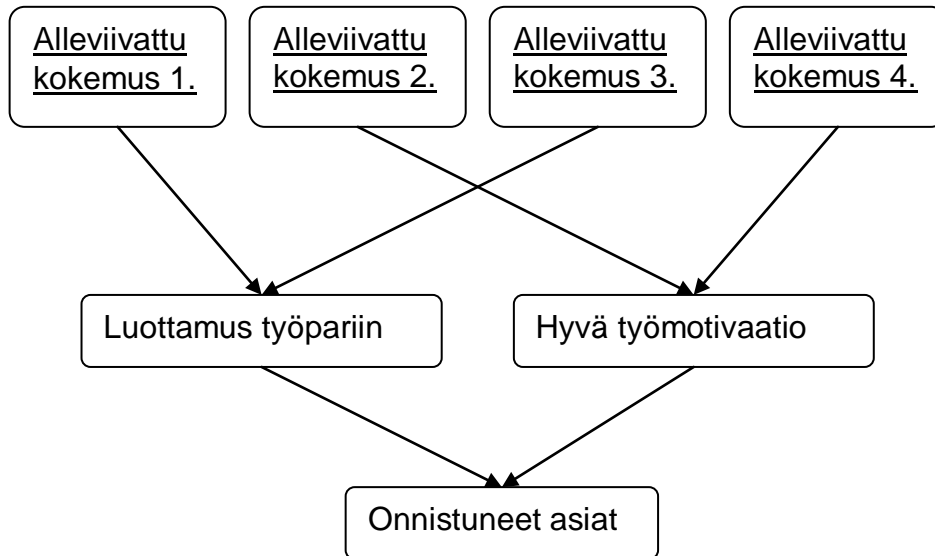 Alleviivattu
kokemus 1.
Alleviivattu
kokemus 2.
Alleviivattu
kokemus 3.
Alleviivattu
kokemus 4.
Luottamus työpariin
Hyvä työmotivaatio
Onnistuneet asiat